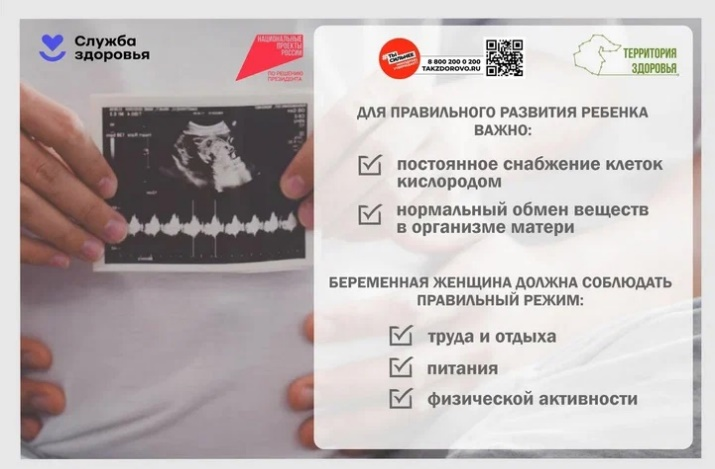 Служба
здоровья
НАЦИОНАЛЬНЫЕ
ПРОЕКТЫ
РОССИИ
ПО РЕШЕНИЮ
ПРЕЗИДЕНТА
ТЫ
СИЛЬНЕЕ
8 800 200 0 200
TAKZDOROVO.RU
ТЕРРИТОРИЯ
ЗДОРОВЬЯ
ДЛЯ ПРАВИЛЬНОГО РАЗВИТИЯ РЕБЕНКА
ВАЖНО:
постоянное снабжение клеток
кислородом
нормальный обмен веществ
в организме матери
БЕРЕМЕННАЯ ЖЕНЩИНА ДОЛЖНА СОБЛЮДАТЬ
ПРАВИЛЬНЫЙ РЕЖИМ:
труда и отдыха
питания
физической активности